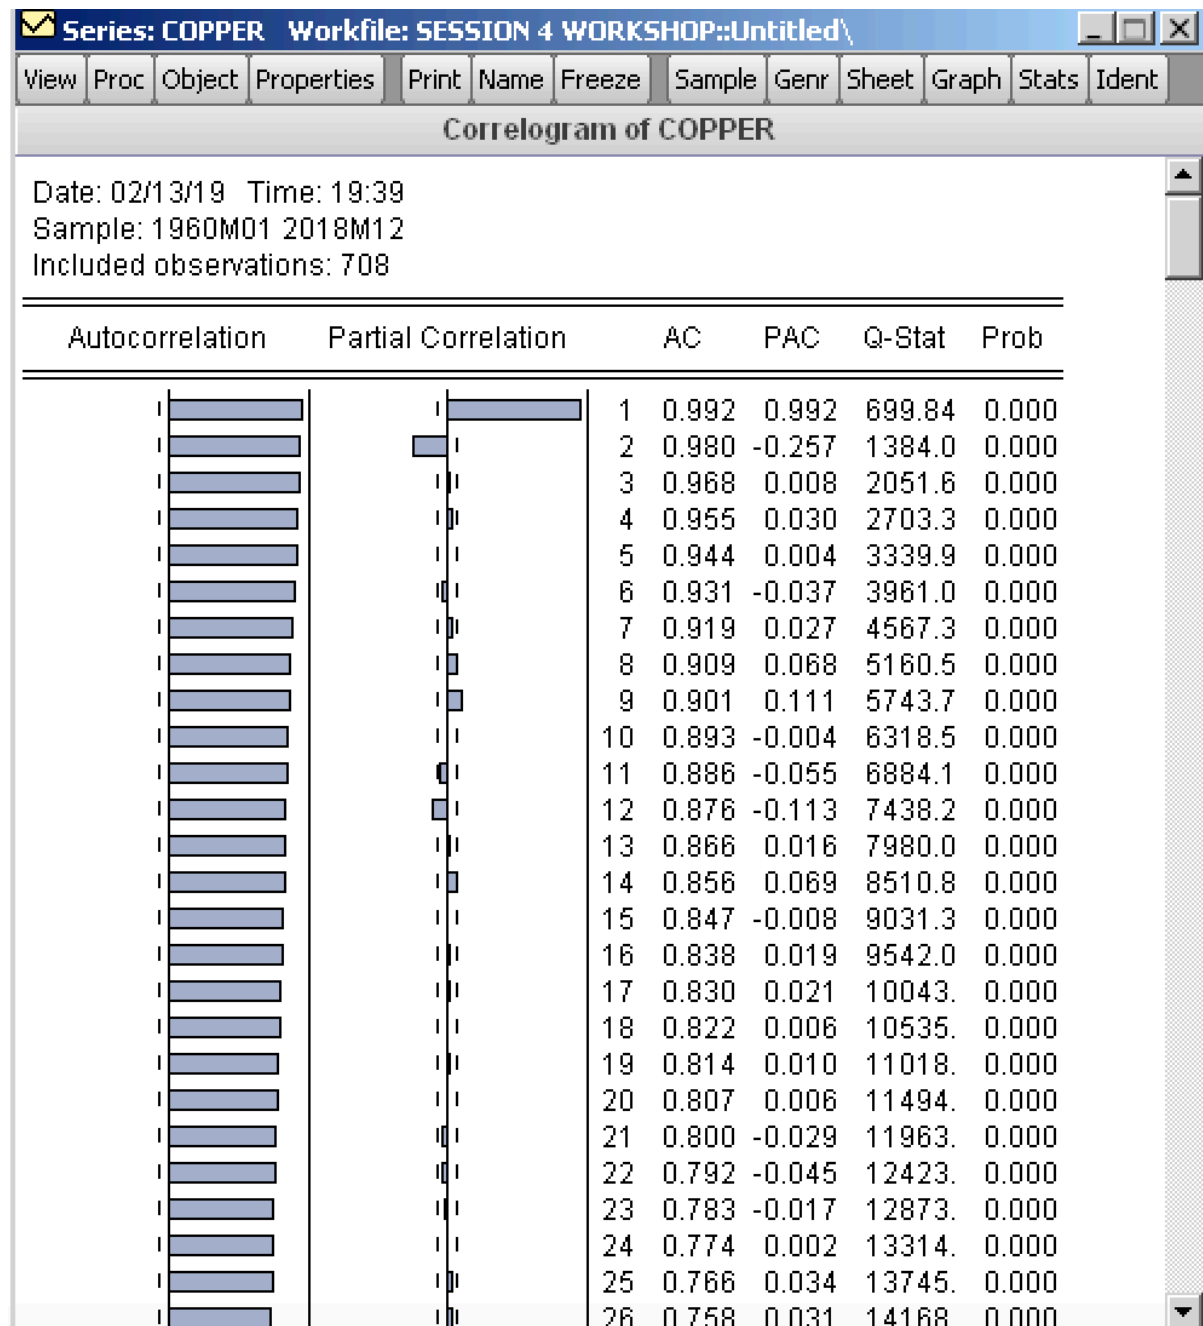 Series: COPPER Workfile: SESSION 4 WORKSHOP::Untitled\
View Proc Object Properties Print Name Freeze Sample Genr Sheet Graph Stats Ident
Correlogram of COPPER
Date: 02/13/19 Time: 19:39
Sample: 1960M01 2018M12
Included observations: 708
Autocorrelation Partial Correlation AC PAC Q-Stat Prob
1 0.992 0.992 699.84 0.000
2 0.980 -0.257 1384.0 0.000
3 0.968 0.008 2051.6 0.000
4 0.955 0.030 2703.3 0.000
5 0.944 0.004 3339.9 0.000
6 0.931 -0.037 3961.0 0.000
7 0.919 0.027 4567.3 0.000
8 0.909 0.068 5160.5 0.000
9 0.901 0.111 5743.7 0.000
10 0.893 -0.004 6318.5 0.000
11 0.886 -0.055 6884.1 0.000
12 0.876 -0.113 7438.2 0.000
13 0.866 0.016 7980.0 0.000
14 0.856 0.069 8510.8 0.000
15 0.847 -0.008 9031.3 0.000
16 0.838 0.019 9542.0 0.000
17 0.830 0.021 10043. 0.000
18 0.822 0.006 10535. 0.000
19 0.814 0.010 11018. 0.000
20 0.807 0.006 11494. 0.000
21 0.800 -0.029 11963. 0.000
22 0.792 -0.045 12423. 0.000
23 0.783 -0.017 12873. 0.000
24 0.774 0.002 13314. 0.000
25 0.766 0.034 13745. 0.000
26 0.758 0.031 14168 0.000